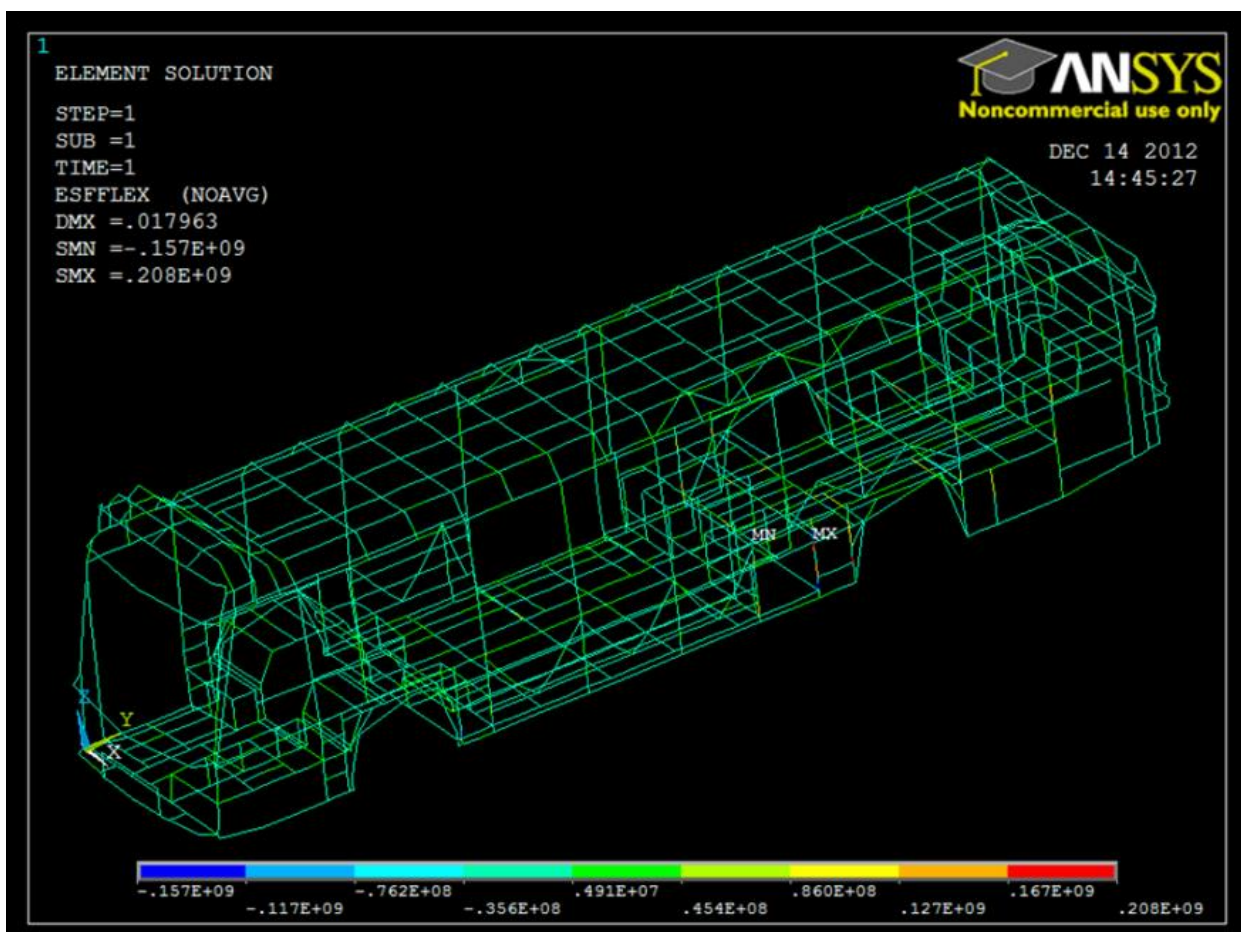 1
ELEMENT SOLUTION
STEP=1
SUB =1
TIME=1
ESFFLEX (NOAVG)
DMX =.017963
SMN =-.157E+09
SMX =.208E+09
ANSYS
Noncommercial use only
DEC 14 2012
14:45:27
MN MX
Z
Y
X
-.157E+09 -.762E+08 .491E+07 .860E+08 .167E+09
-.117E+09 -.356E+08 .454E+08 .127E+09 .208E+09